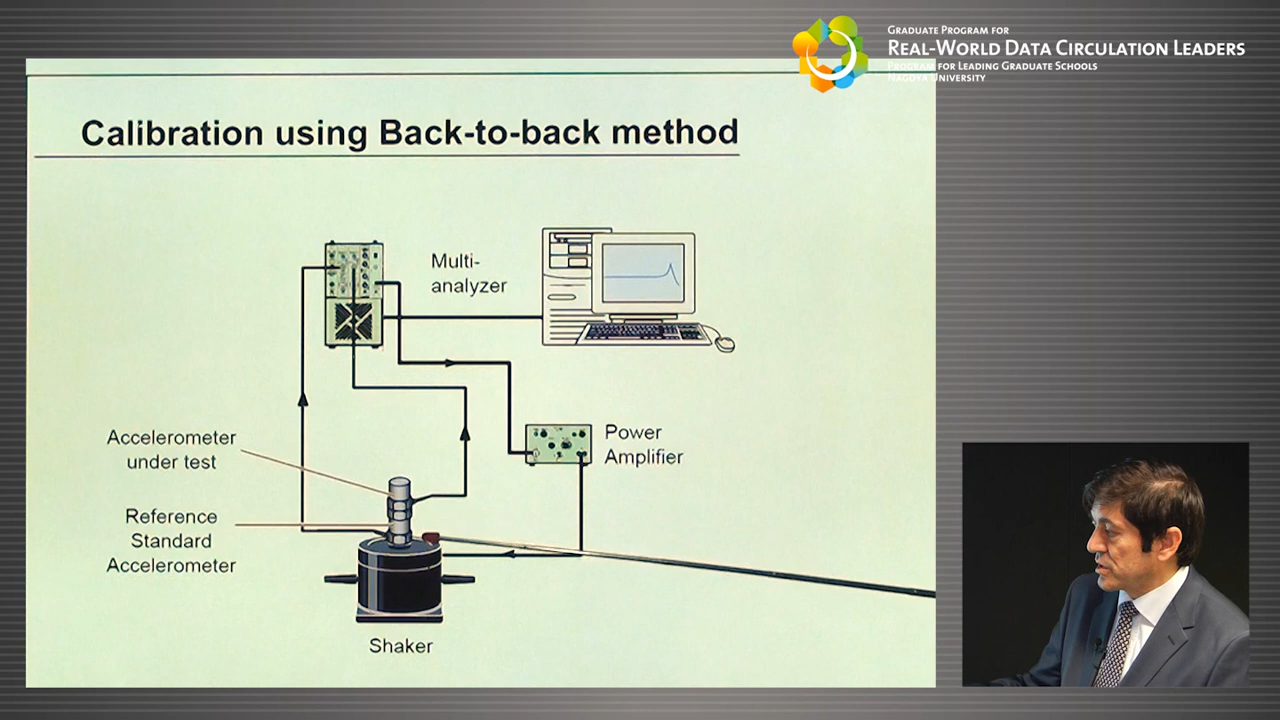 GRADUATE PROGRAM FOR
REAL-WORLD DATA CIRCULATION LEADERS
PROGRAM FOR LEADING GRADUATE SCHOOLS
NAGOYA UNIVERSITY
Calibration using Back-to-back method
Multi-
analyzer
Power
Amplifier
Accelerometer
under test
Reference
Standard
Accelerometer
Shaker